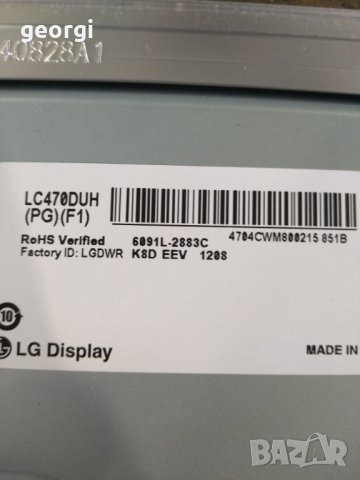 georgi
40828A1
LC470DUH
(PG)(F1)
4704CWM800215 851B
RoHS Verified 6091L-2883C
Factory ID: LGDWR K8D EEV 1208
10
LG Display
MADE IN
BAZAR
bg